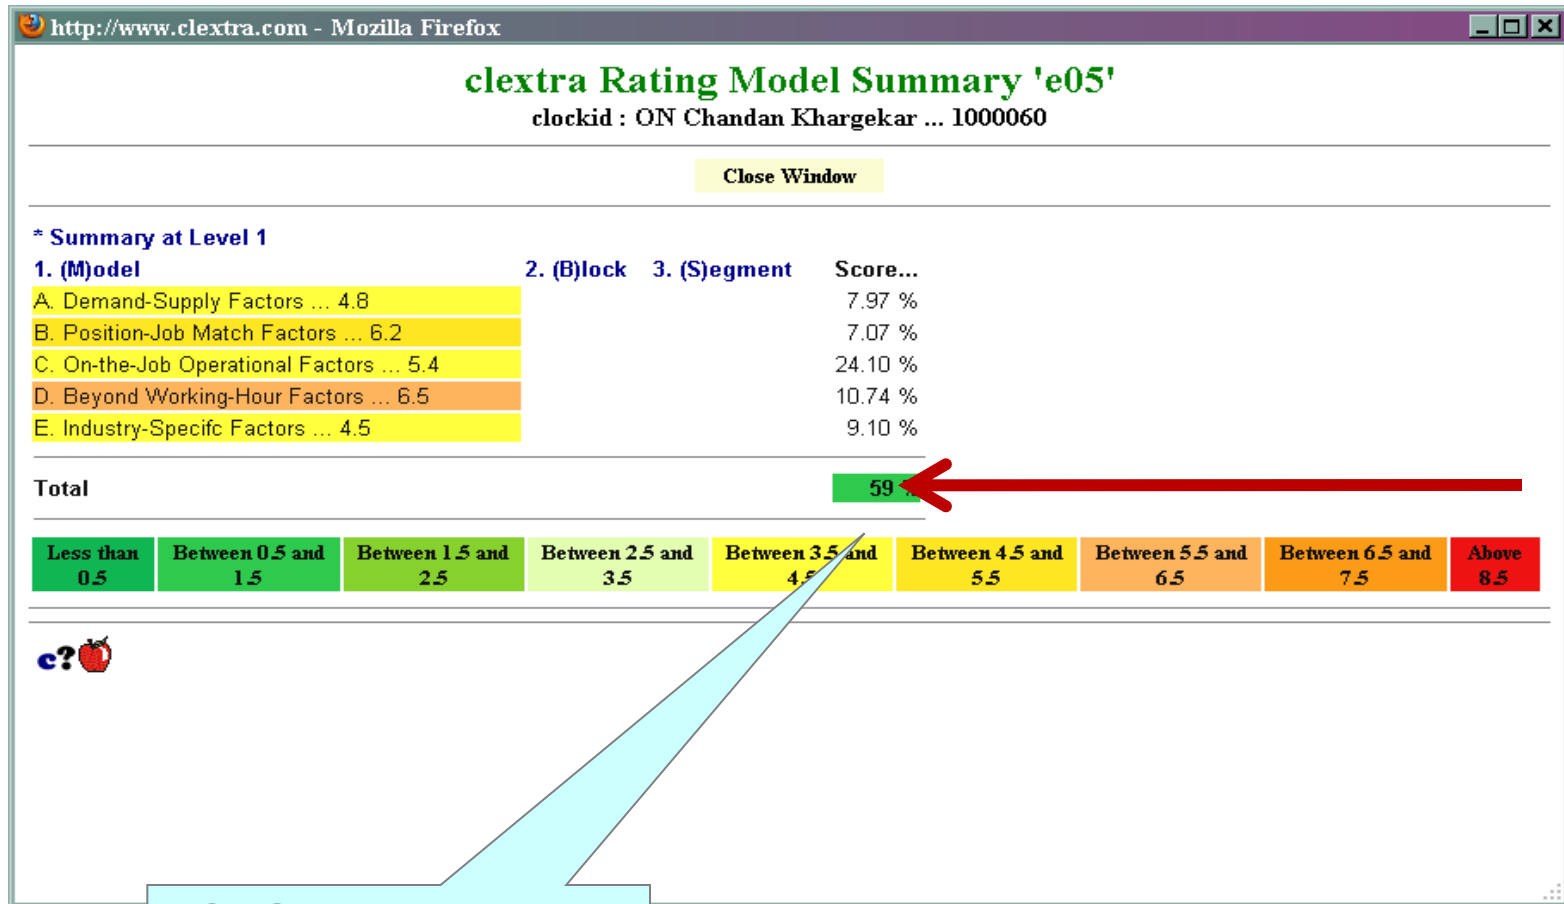 http://www.clextra.com - Mozilla Firefox
clextra Rating Model Summary 'e05'
clockid : ON Chandan Khargekar ... 1000060
Close Window
* Summary at Level 1
1. (M)odel 2. (B)lock 3. (S)egment Score...
A. Demand-Supply Factors ... 4.8 7.97 %
B. Position-Job Match Factors ... 6.2 7.07 %
C. On-the-Job Operational Factors ... 5.4 24.10 %
D. Beyond Working-Hour Factors ... 6.5 10.74 %
E. Industry-Specifc Factors ... 4.5 9.10 %
Total 59 %
Less than 0.5
Between 0.5 and 1.5
Between 1.5 and 2.5
Between 2.5 and 3.5
Between 3.5 and 4.5
Between 4.5 and 5.5
Between 5.5 and 6.5
Between 6.5 and 7.5
Above 8.5
c?